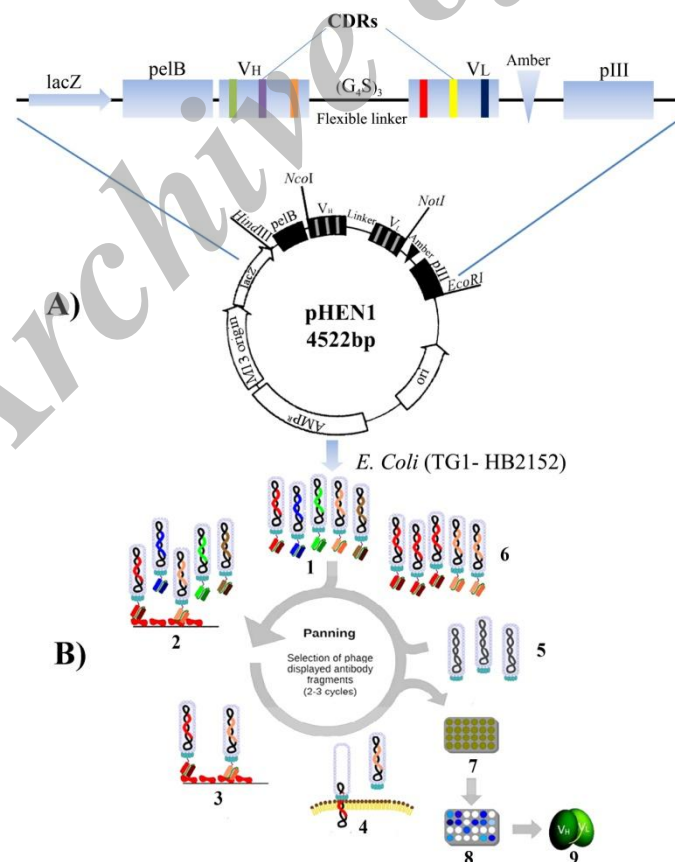 CDRs
lacZ pelB VH (G4S)3 VL Amber pIII
Flexible linker
NcoI NotI
HindIII pelB VH Linker VL Amber pIII EcoRI
lacZ
A)
pHEN1
4522bp
M13 origin
AMPR
ori
E. Coli (TG1- HB2152)
1
6
2
B)
Panning
Selection of phage
displayed antibody
fragments
(2-3 cycles)
5
7
3
4
8
VH VL
9
Archive of